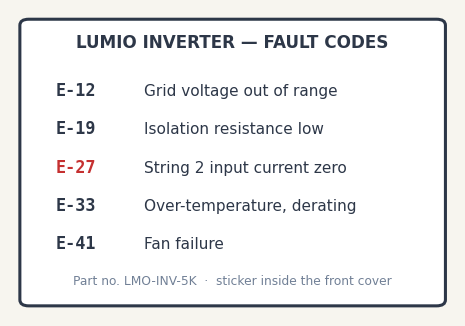 LUMIO INVERTER — FAULT CODES
E-12 Grid voltage out of range
E-19 Isolation resistance low
E-27 String 2 input current zero
E-33 Over-temperature, derating
E-41 Fan failure
Part no. LMO-INV-5K · sticker inside the front cover